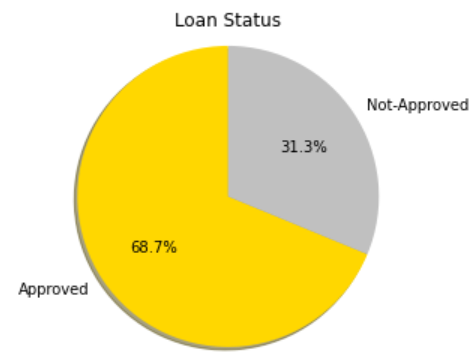 Loan Status
Not-Approved
31.3%
68.7%
Approved